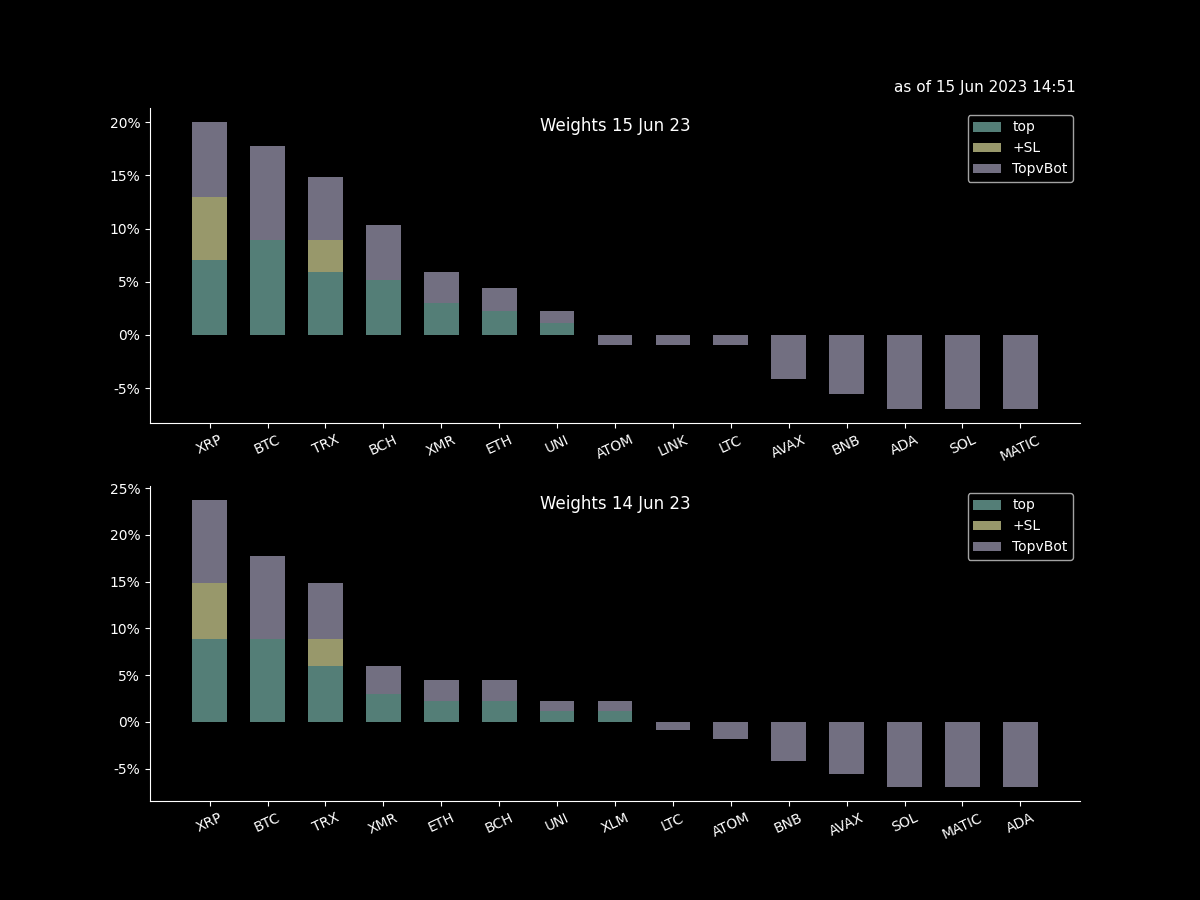 as of 15 Jun 2023 14:51
Weights 15 Jun 23
top
+SL
TopvBot
20%
15%
10%
5%
0%
-5%
XRP BTC TRX BCH XMR ETH UNI ATOM LINK LTC AVAX BNB ADA SOL MATIC
Weights 14 Jun 23
top
+SL
TopvBot
25%
20%
15%
10%
5%
0%
-5%
XRP BTC TRX XMR ETH BCH UNI XLM LTC ATOM BNB AVAX SOL MATIC ADA